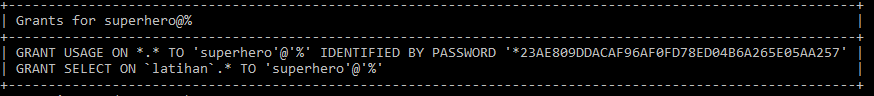 Grants for superhero@%
GRANT USAGE ON *.* TO 'superhero'@'%' IDENTIFIED BY PASSWORD '*23AE809DDACAF96AF0FD78ED04B6A265E05AA257'
GRANT SELECT ON `latihan`.* TO 'superhero'@'%'